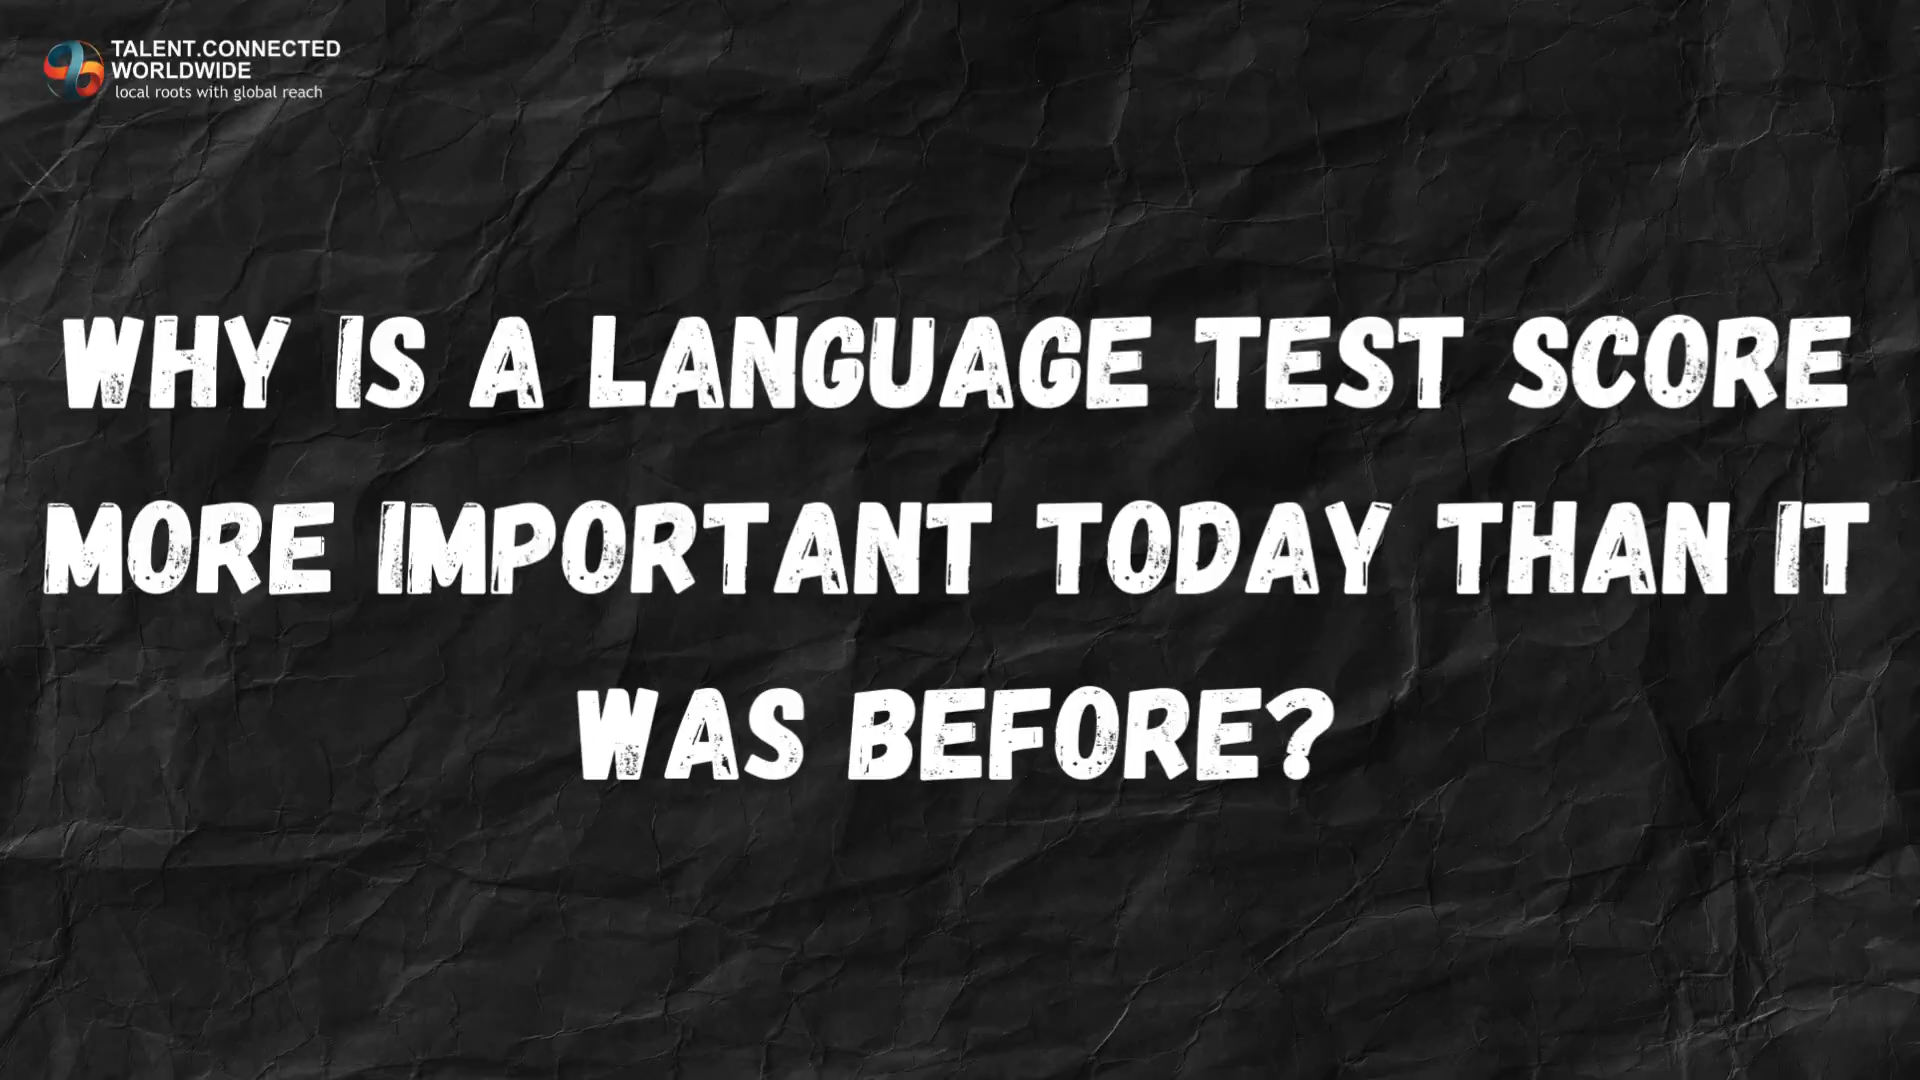 TALENT.CONNECTED
WORLDWIDE
local roots with global reach
WHY IS A LANGUAGE TEST SCORE
MORE IMPORTANT TODAY THAN IT
WAS BEFORE?